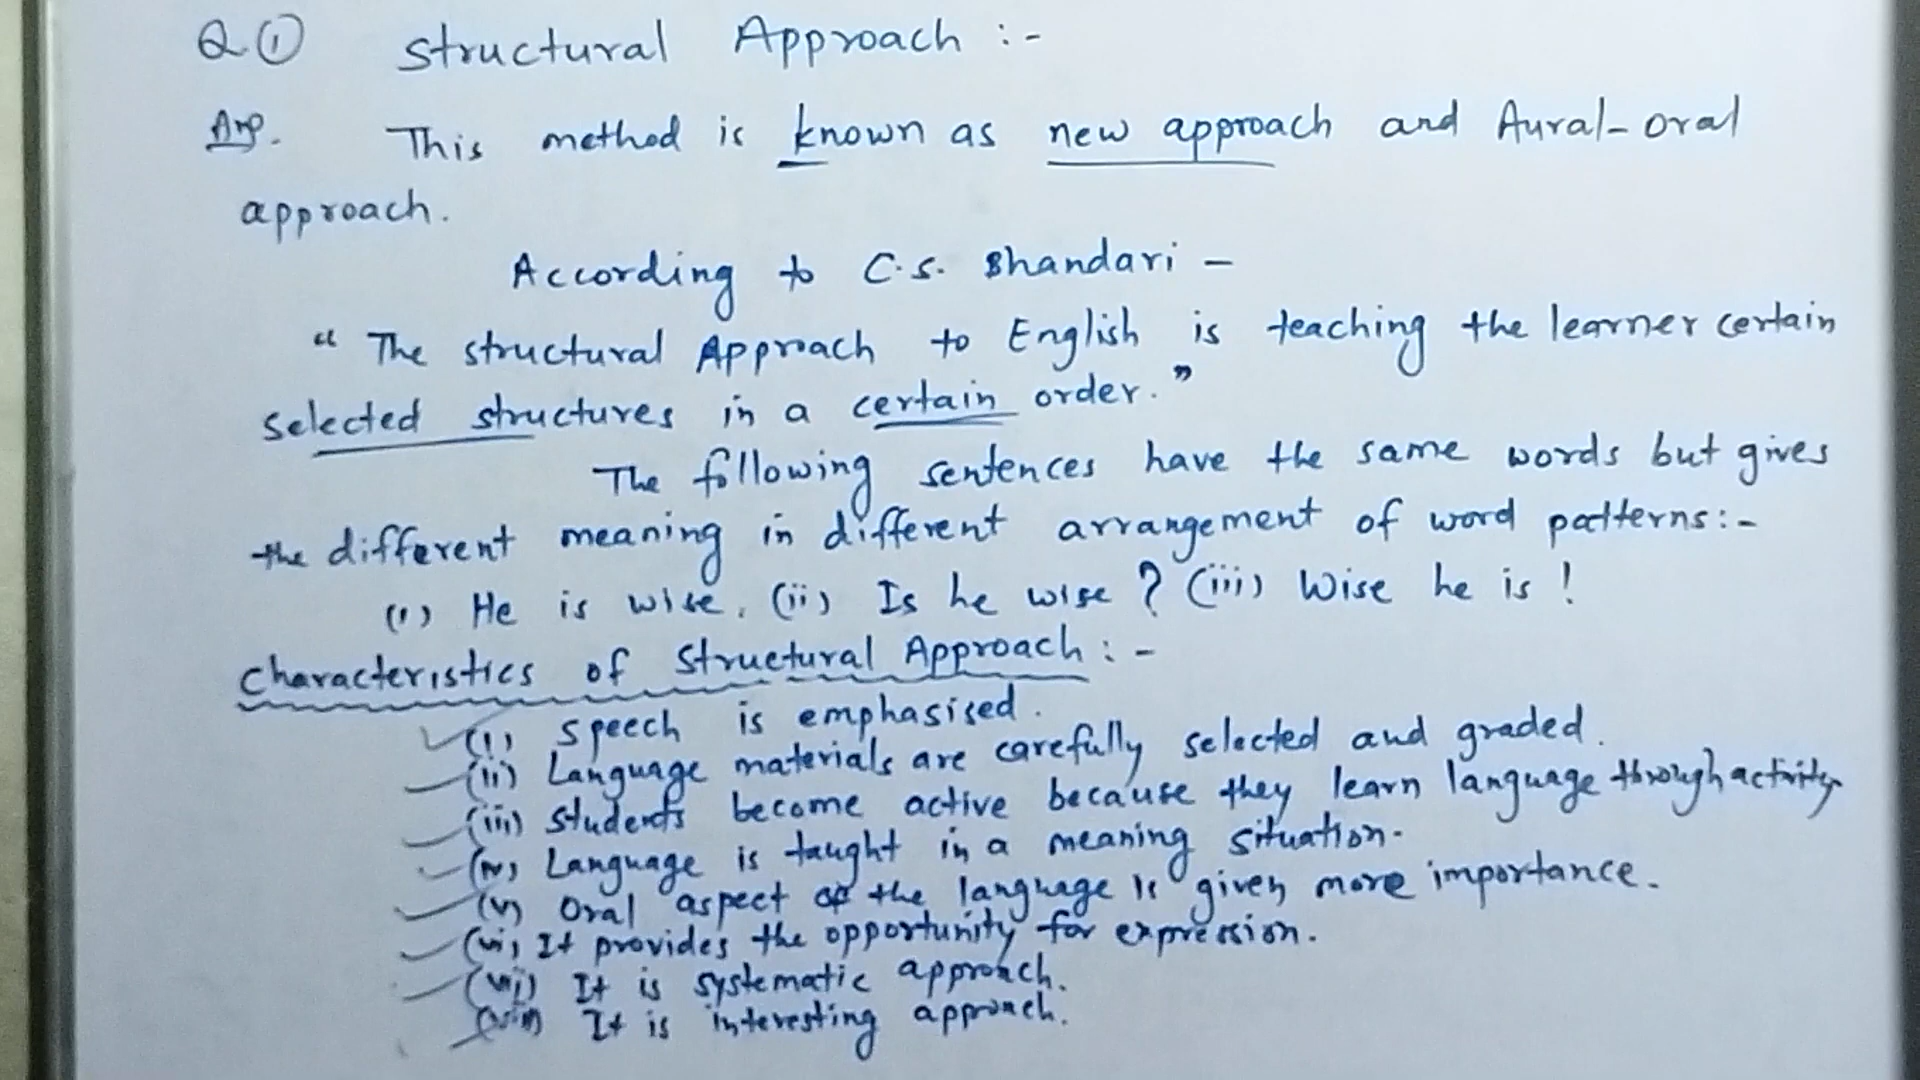 Q① Structural Approach :-
Ans. This method is known as new approach and Aural-oral
approach.
According to C.S. Bhandari -
" The structural Approach to English is teaching the learner certain
selected structures in a certain order."
The following sentences have the same words but gives
the different meaning in different arrangement of word patterns:-
(i) He is wise. (ii) Is he wise ? (iii) Wise he is !
Characteristics of Structural Approach :-
(i) Speech is emphasised.
(ii) Language materials are carefully selected and graded.
(iii) Students become active because they learn language through activity
(iv) Language is taught in a meaning situation.
(v) Oral aspect of the language is given more importance.
(vi) It provides the opportunity for expression.
(vii) It is systematic approach.
(viii) It is interesting approach.